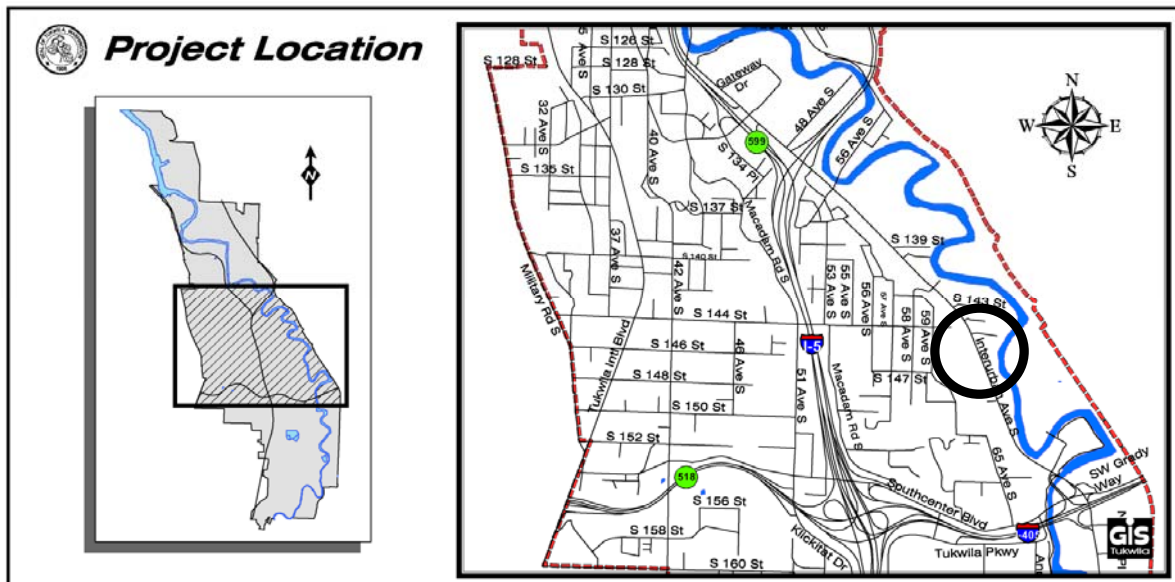 Project Location
N
N
W E
S
S 126 St
S 128 St
S 128 St
S 130 St
Gateway Dr
32 Ave S
40 Ave S
48 Ave S
56 Ave S
599
S 134 Pl
S 135 St
S 137 St
Macadam Rd S
S 139 St
37 Ave S
42 Ave S
S 140 St
Military Rd S
Tukwila Intl Blvd
S 143 St
S 144 St
53 Ave S
55 Ave S
56 Ave S
57 Ave S
58 Ave S
59 Ave S
Interurban Ave S
I-5
S 146 St
46 Ave S
S 147 St
S 148 St
51 Ave S
Macadam Rd S
S 150 St
S 152 St
65 Ave S
SW Grady Way
518
S 156 St
Southcenter Blvd
S 158 St
Klickitat Dr
Tukwila Pkwy
S 160 St
GIS
Tukwila